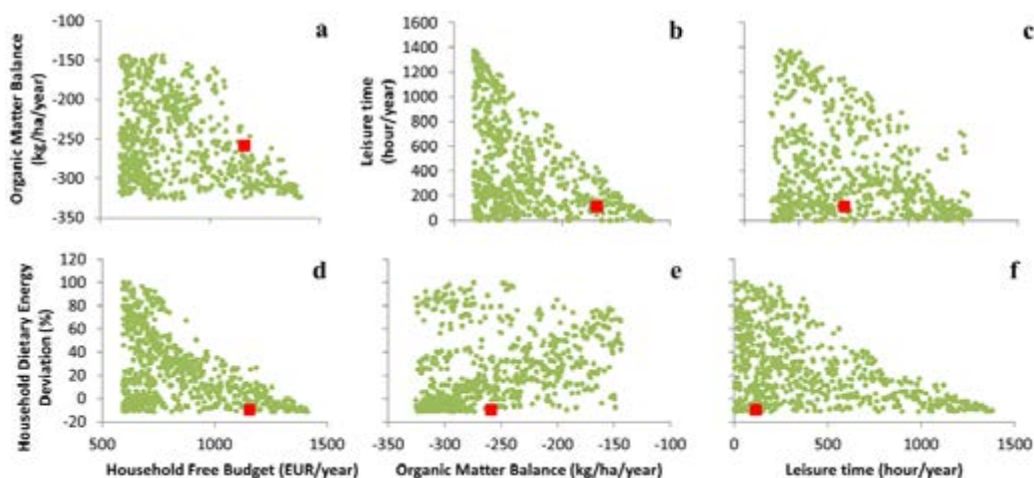 -100
-150
-200
-250
-300
-350
Organic Matter Balance
(kg/ha/year)
a
1600
1400
1200
1000
800
600
400
200
0
Leisure time
(hour/year)
b
c
120
100
80
60
40
20
0
-20
Household Dietary Energy
Deviation (%)
d
e
f
500 1000 1500
-350 -300 -250 -200 -150 -100
0 500 1000 1500
Household Free Budget (EUR/year)
Organic Matter Balance (kg/ha/year)
Leisure time (hour/year)